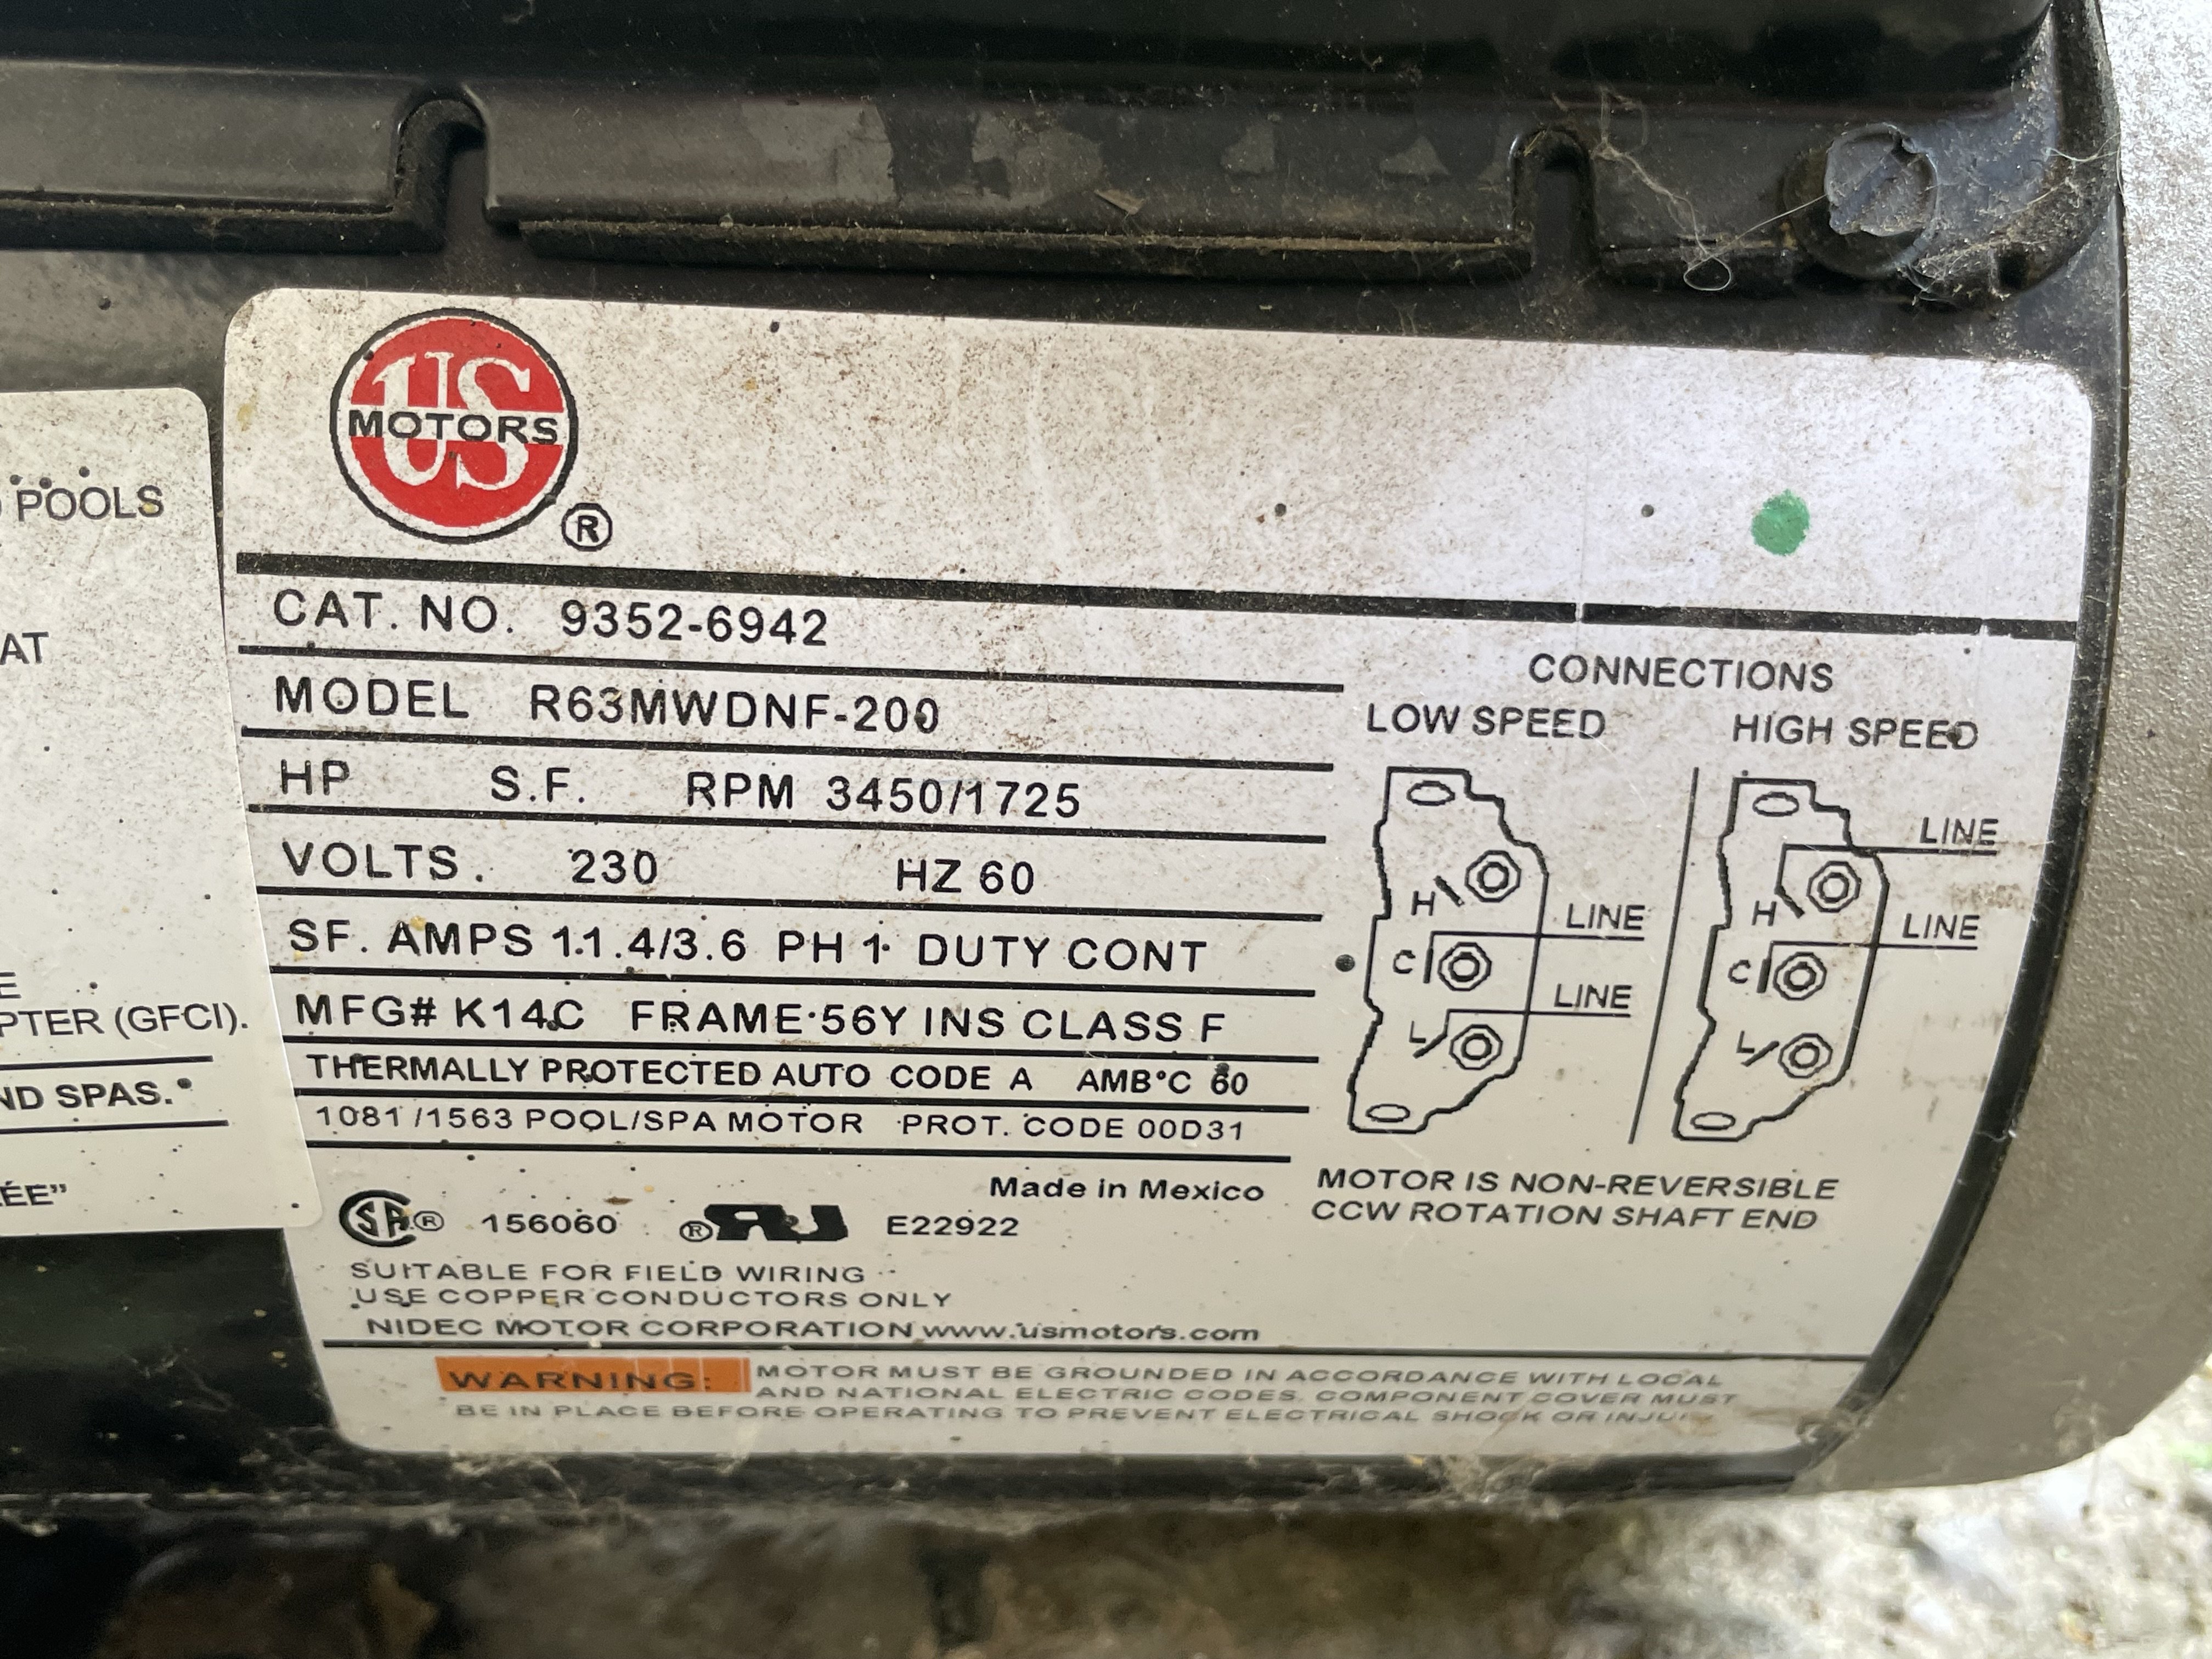 US
MOTORS
®
POOLS
AT
PTER (GFCI).
ND SPAS.
ÉE”
CAT. NO. 9352-6942
MODEL R63MWDNF-200
HP S.F. RPM 3450/1725
VOLTS. 230 HZ 60
SF. AMPS 11.4/3.6 PH 1 DUTY CONT
MFG# K14C FRAME 56Y INS CLASS F
THERMALLY PROTECTED AUTO CODE A AMB°C 60
1081/1563 POOL/SPA MOTOR PROT. CODE 00D31
Made in Mexico
SA® 156060 ®RU E22922
SUITABLE FOR FIELD WIRING
USE COPPER CONDUCTORS ONLY
NIDEC MOTOR CORPORATION www.usmotors.com
CONNECTIONS
LOW SPEED
H
LINE
C
LINE
L
HIGH SPEED
LINE
H
LINE
C
L
MOTOR IS NON-REVERSIBLE
CCW ROTATION SHAFT END
WARNING: MOTOR MUST BE GROUNDED IN ACCORDANCE WITH LOCAL
AND NATIONAL ELECTRIC CODES. COMPONENT COVER MUST
BE IN PLACE BEFORE OPERATING TO PREVENT ELECTRICAL SHOCK OR